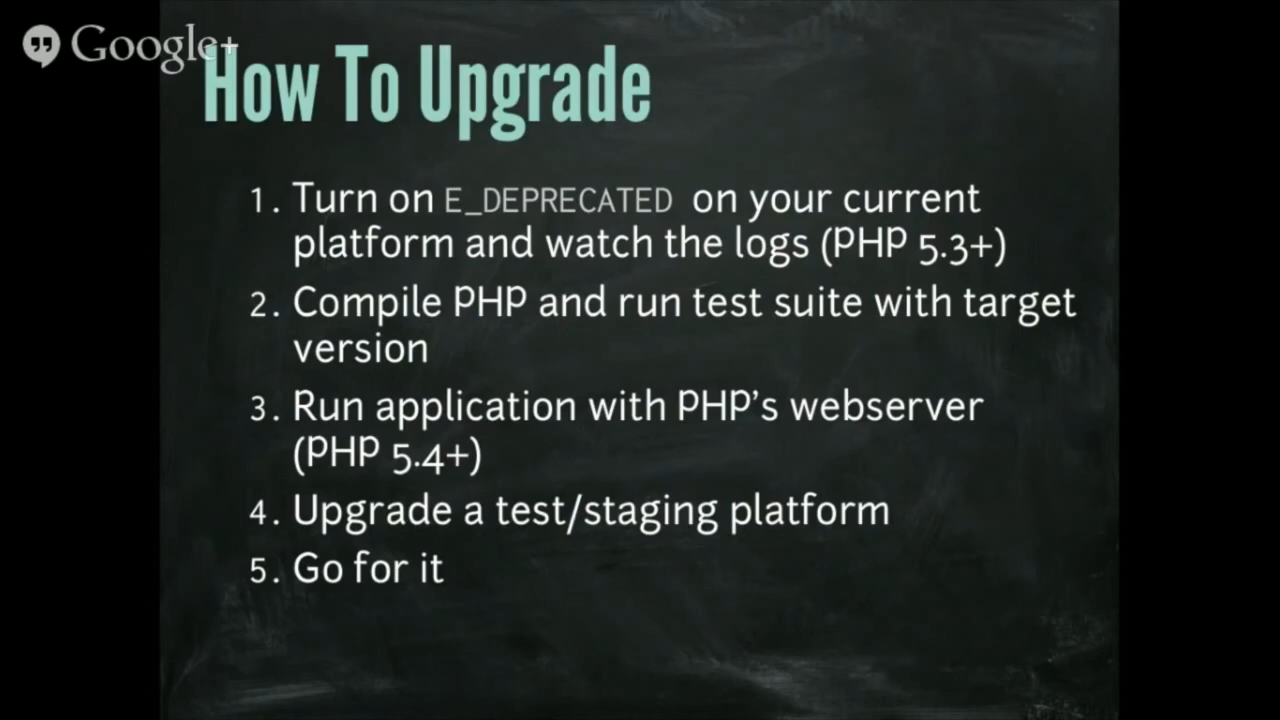 Google+
How To Upgrade
1. Turn on E_DEPRECATED on your current
platform and watch the logs (PHP 5.3+)
2. Compile PHP and run test suite with target
version
3. Run application with PHP’s webserver
(PHP 5.4+)
4. Upgrade a test/staging platform
5. Go for it